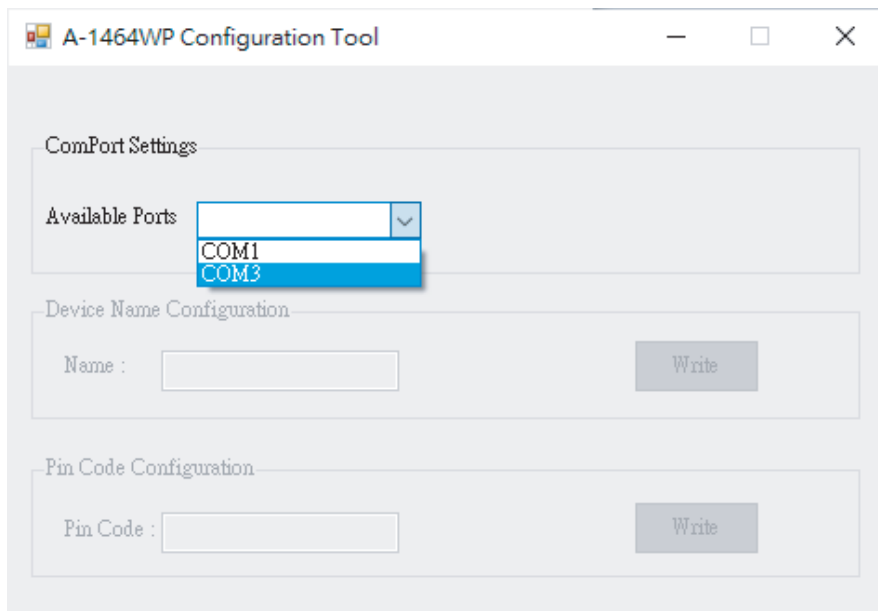 A-1464WP Configuration Tool
ComPort Settings
Available Ports
COM1
COM3
Device Name Configuration
Name : Write
Pin Code Configuration
Pin Code : Write